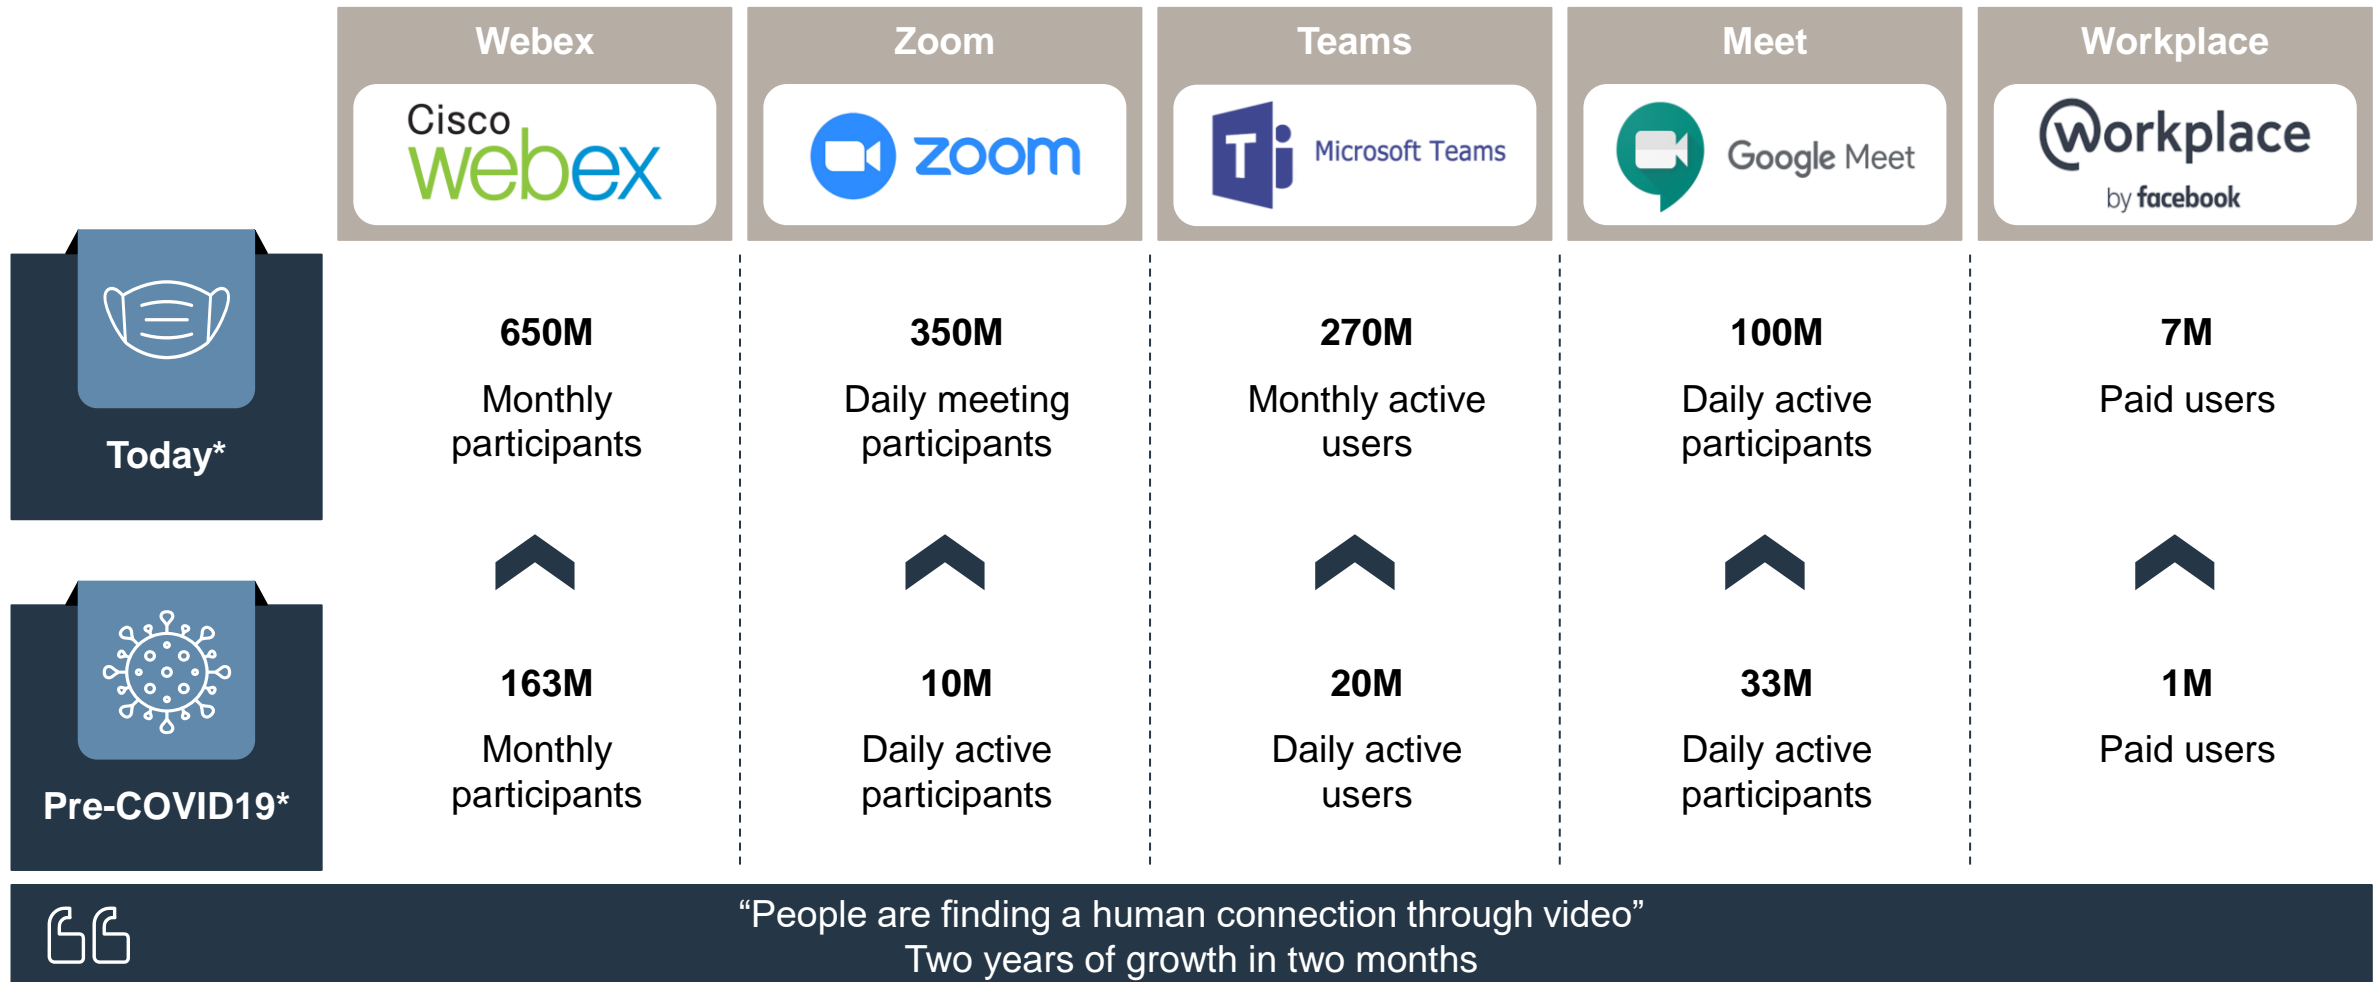 Webex
Zoom
Teams
Meet
Workplace
Cisco
webex
zoom
Microsoft Teams
Google Meet
Workplace
by facebook
Today*
650M
Monthly
participants
350M
Daily meeting
participants
270M
Monthly active
users
100M
Daily active
participants
7M
Paid users
Pre-COVID19*
163M
Monthly
participants
10M
Daily active
participants
20M
Daily active
users
33M
Daily active
participants
1M
Paid users
“People are finding a human connection through video”
Two years of growth in two months